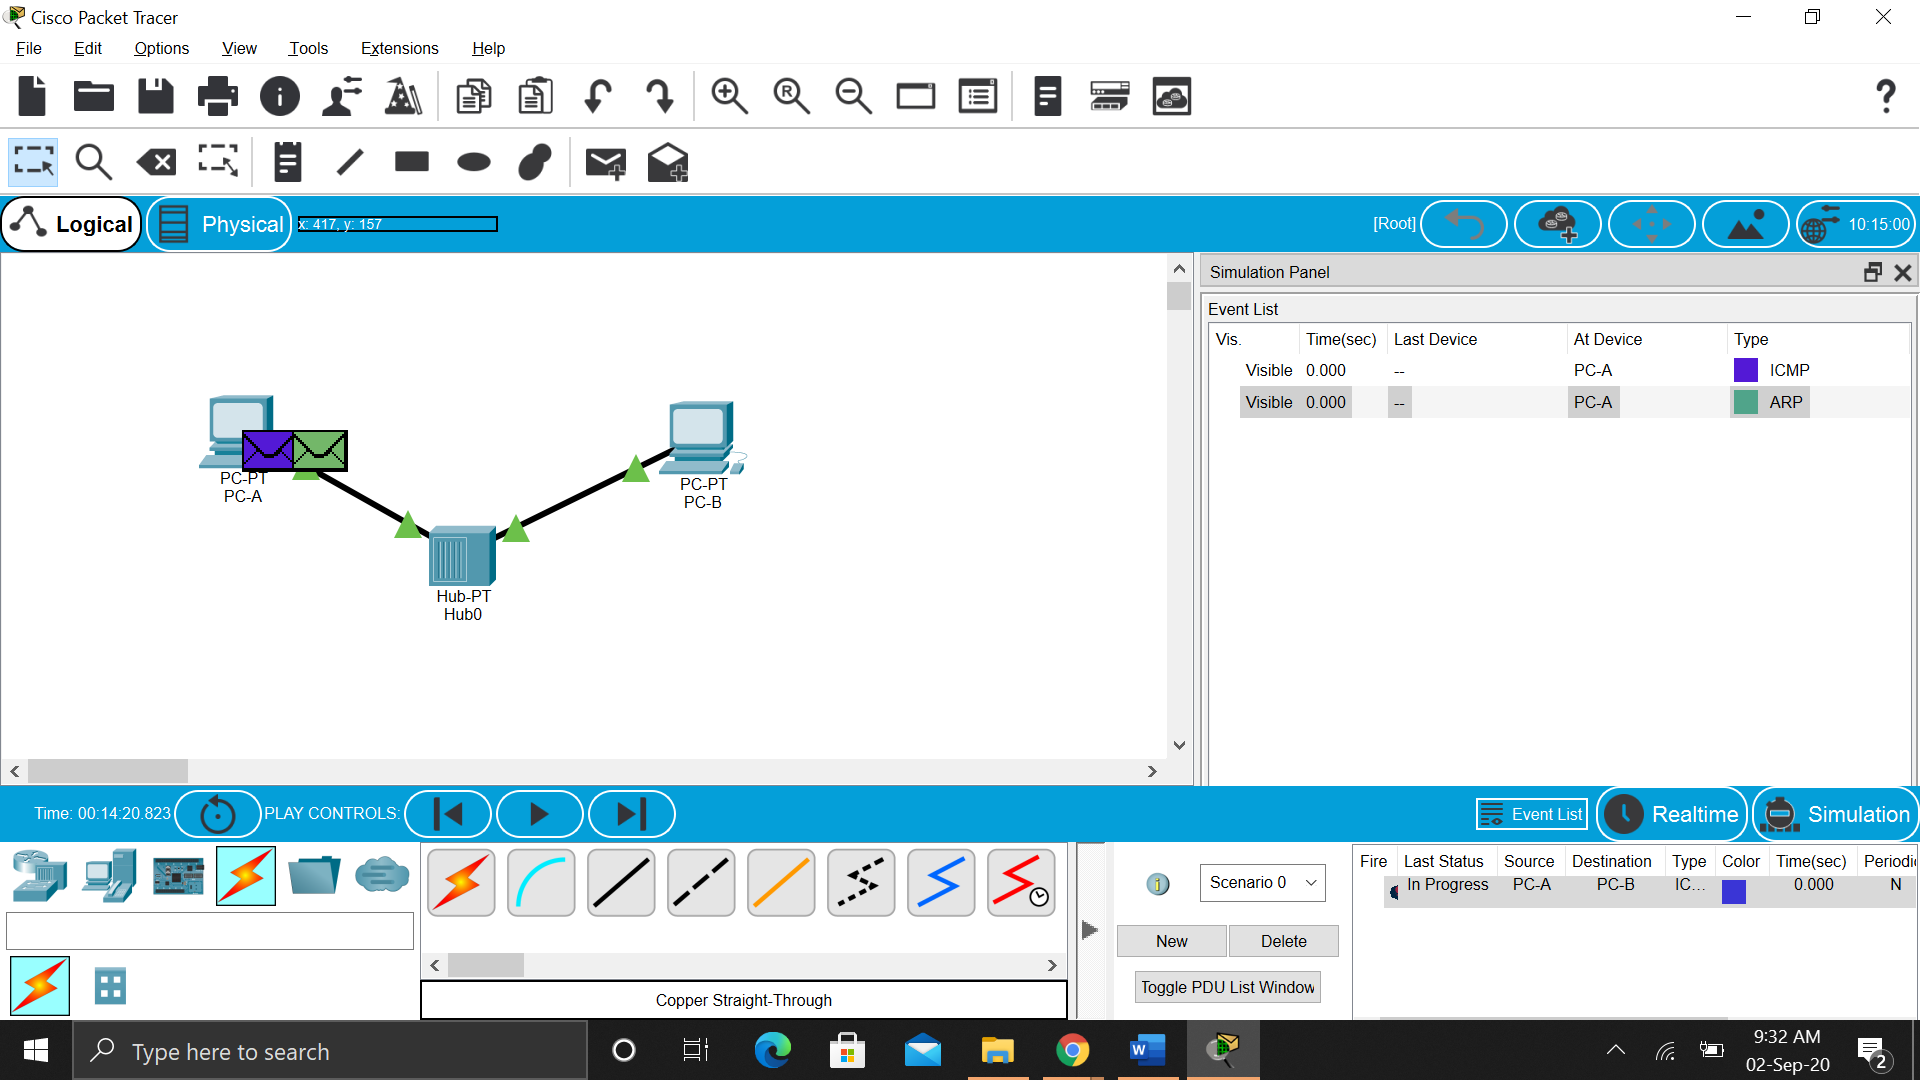 Cisco Packet Tracer
File Edit Options View Tools Extensions Help
Logical Physical x: 417, y: 157 [Root] 10:15:00
Simulation Panel
Event List
Vis. Time(sec) Last Device At Device Type
Visible 0.000 -- PC-A ICMP
Visible 0.000 -- PC-A ARP
PC-PT
PC-A
PC-PT
PC-B
Hub-PT
Hub0
Time: 00:14:20.823 PLAY CONTROLS: Event List Realtime Simulation
Fire Last Status Source Destination Type Color Time(sec) Periodi
In Progress PC-A PC-B IC... 0.000 N
Scenario 0
New Delete
Toggle PDU List Window
Copper Straight-Through
Type here to search
9:32 AM
02-Sep-20
2